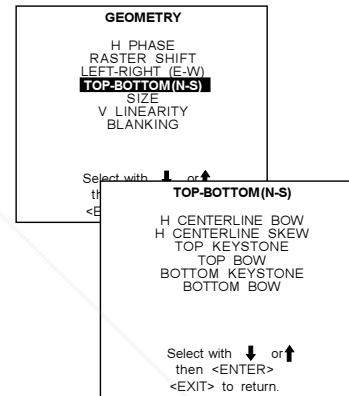 GEOMETRY
H PHASE
RASTER SHIFT
LEFT-RIGHT (E-W)
TOP-BOTTOM(N-S)
SIZE
V LINEARITY
BLANKING
Select with or
th
<E
TOP-BOTTOM(N-S)
H CENTERLINE BOW
H CENTERLINE SKEW
TOP KEYSTONE
TOP BOW
BOTTOM KEYSTONE
BOTTOM BOW
Select with or
then <ENTER>
<EXIT> to return.